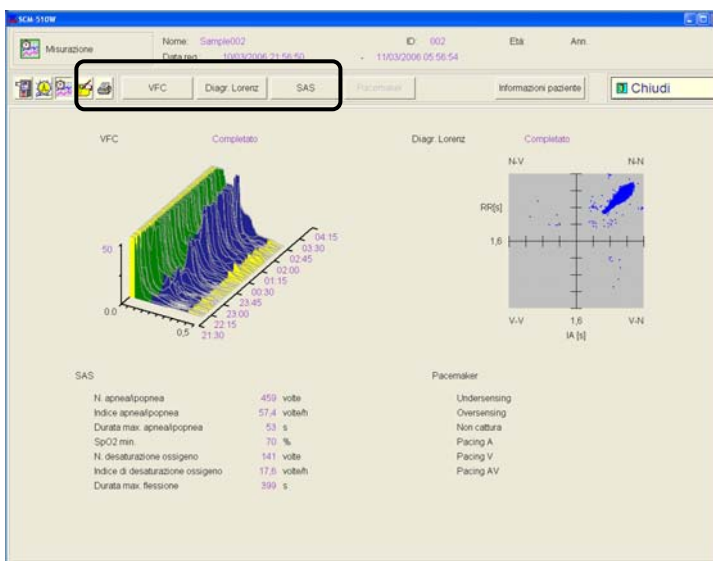 SCM-510W
Misurazione
Nome: Sample002 ID: 002 Età: Ann.
Data reg.: 10/03/2006 21:56:50 - 11/03/2006 05:56:54
VFC Diagr. Lorenz SAS Pacemaker Informazioni paziente Chiudi
VFC Completato
50
0.0
0,5
21:30
22:15
23:00
23:45
00:30
01:15
02:00
02:45
03:30
04:15
Diagr. Lorenz Completato
N-V N-N
RR[s]
1,6
V-V 1,6 V-N
IA [s]
SAS
N. apnea/ipopnea 459 volte
Indice apnea/ipopnea 57,4 volte/h
Durata max. apnea/ipopnea 53 s
SpO2 min. 70 %
N. desaturazione ossigeno 141 volte
Indice di desaturazione ossigeno 17,6 volte/h
Durata max. flessione 399 s
Pacemaker
Undersensing
Oversensing
Non cattura
Pacing A
Pacing V
Pacing AV